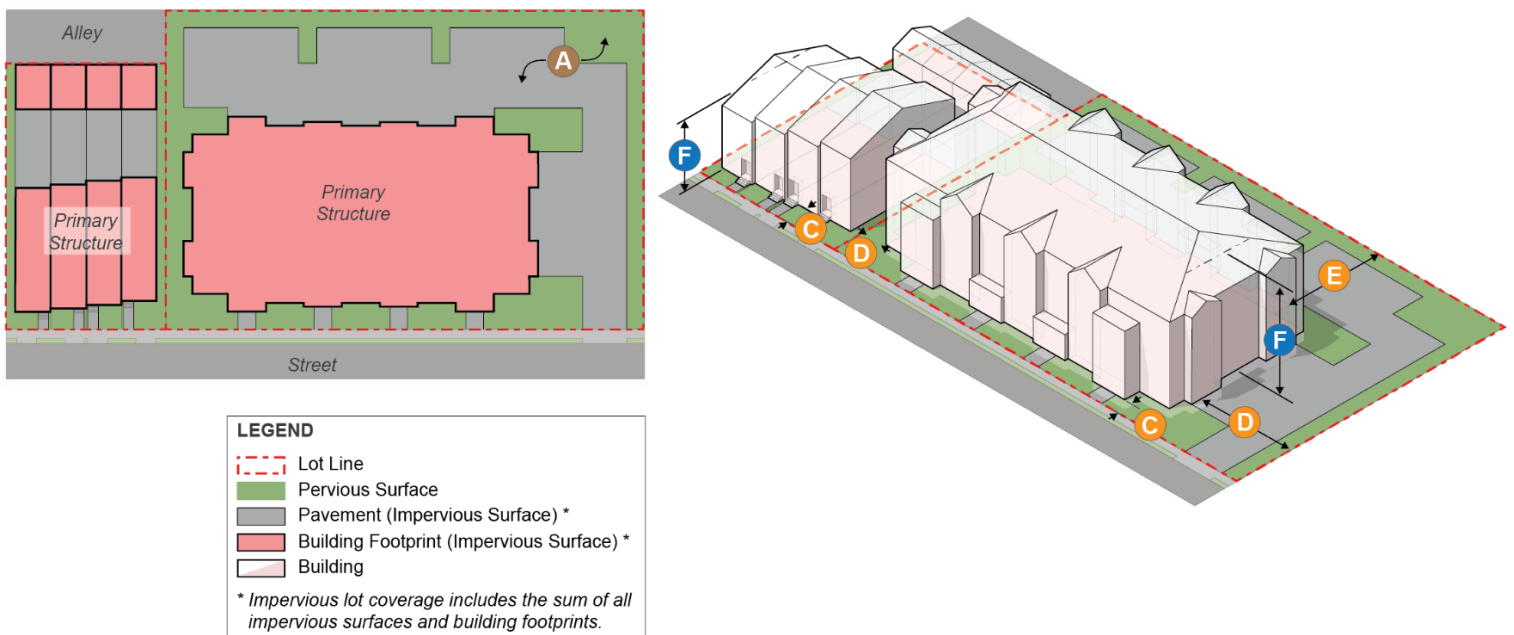 Alley
A
Primary
Structure
Primary
Structure
Street
F
C
D
E
F
C
D
LEGEND
Lot Line
Pervious Surface
Pavement (Impervious Surface) *
Building Footprint (Impervious Surface) *
Building
* Impervious lot coverage includes the sum of all
impervious surfaces and building footprints.